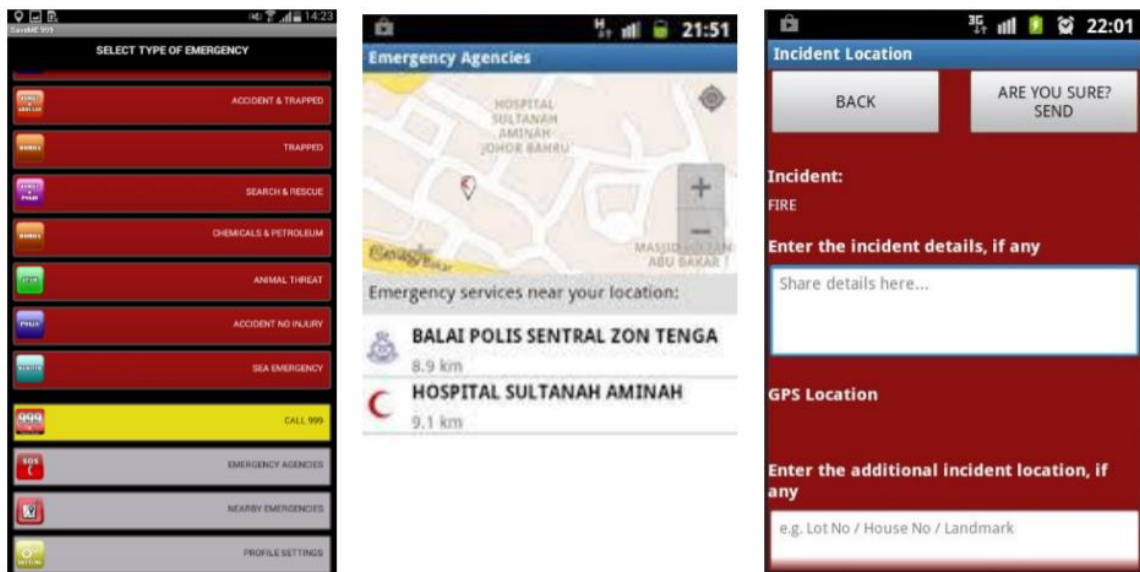 14:23
SaveME 999
SELECT TYPE OF EMERGENCY
ACCIDENT & TRAPPED
TRAPPED
SEARCH & RESCUE
CHEMICALS & PETROLEUM
ANIMAL THREAT
POLIS
ACCIDENT NO INJURY
SEA EMERGENCY
999
CALL 999
SOS
EMERGENCY AGENCIES
NEARBY EMERGENCIES
PROFILE SETTINGS
H
21:51
Emergency Agencies
HOSPITAL
SULTANAH
AMINAH
JOHOR BAHRU
+
−
ABU BAKAR
Emergency services near your location:
BALAI POLIS SENTRAL ZON TENGA
8.9 km
HOSPITAL SULTANAH AMINAH
9.1 km
3G
22:01
Incident Location
BACK
ARE YOU SURE?
SEND
Incident:
FIRE
Enter the incident details, if any
Share details here...
GPS Location
Enter the additional incident location, if
any
e.g. Lot No / House No / Landmark